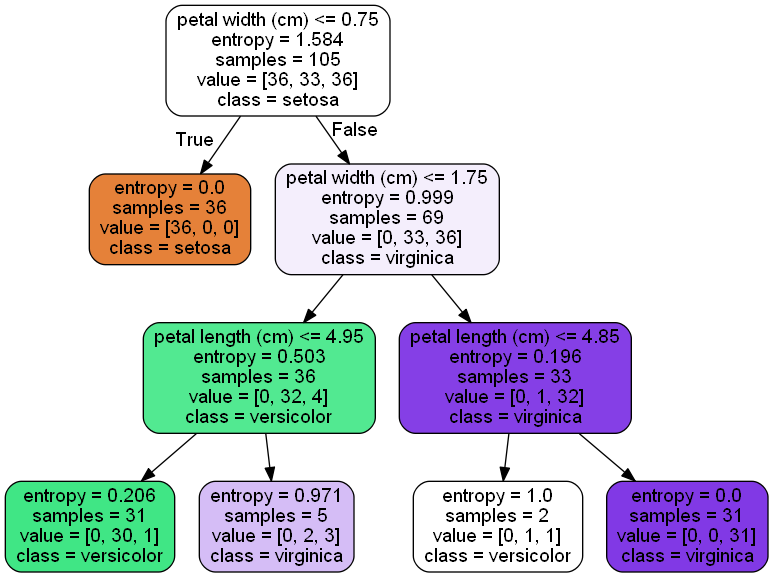 petal width (cm) <= 0.75
entropy = 1.584
samples = 105
value = [36, 33, 36]
class = setosa
True
False
entropy = 0.0
samples = 36
value = [36, 0, 0]
class = setosa
petal width (cm) <= 1.75
entropy = 0.999
samples = 69
value = [0, 33, 36]
class = virginica
petal length (cm) <= 4.95
entropy = 0.503
samples = 36
value = [0, 32, 4]
class = versicolor
petal length (cm) <= 4.85
entropy = 0.196
samples = 33
value = [0, 1, 32]
class = virginica
entropy = 0.206
samples = 31
value = [0, 30, 1]
class = versicolor
entropy = 0.971
samples = 5
value = [0, 2, 3]
class = virginica
entropy = 1.0
samples = 2
value = [0, 1, 1]
class = versicolor
entropy = 0.0
samples = 31
value = [0, 0, 31]
class = virginica